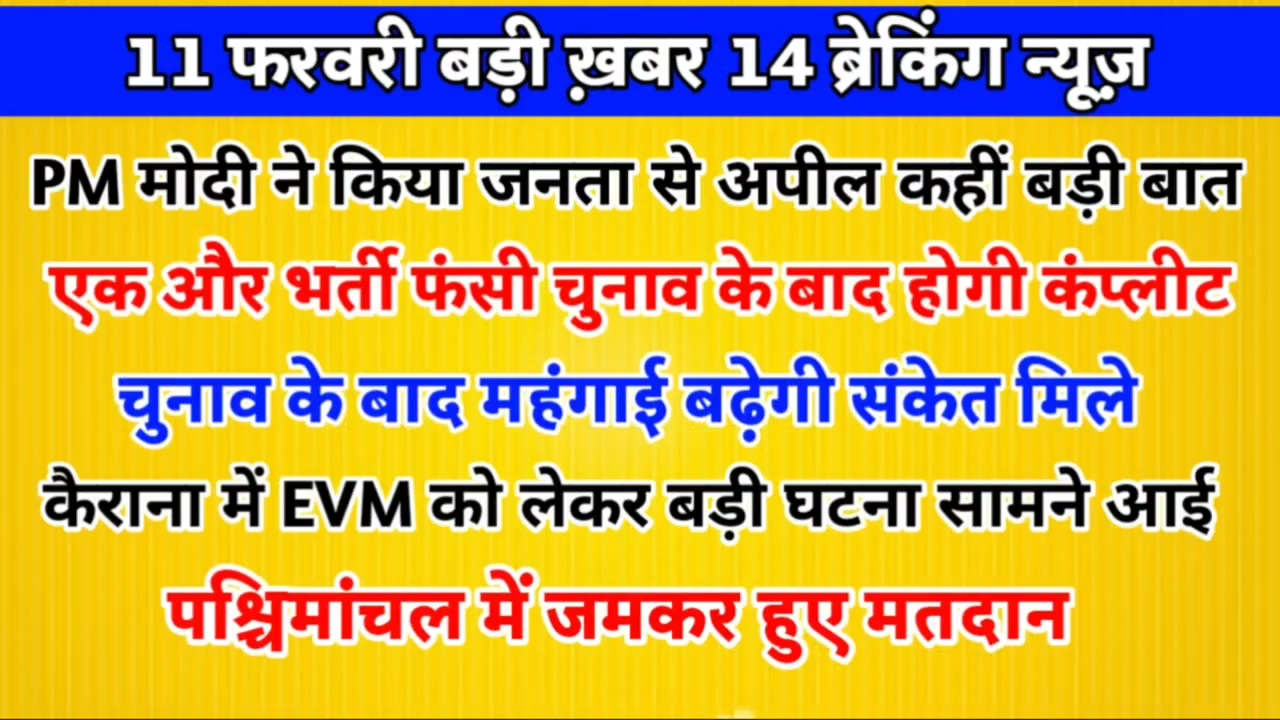 11 फरवरी बड़ी ख़बर 14 ब्रेकिंग न्यूज़
PM मोदी ने किया जनता से अपील कहीं बड़ी बात
एक और भर्ती फंसी चुनाव के बाद होगी कंप्लीट
चुनाव के बाद महंगाई बढ़ेगी संकेत मिले
कैराना में EVM को लेकर बड़ी घटना सामने आई
पश्चिमांचल में जमकर हुए मतदान